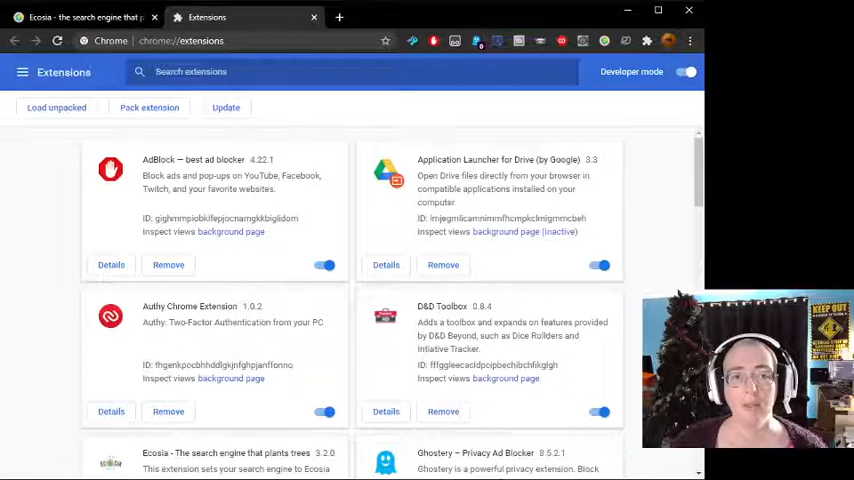 Ecosia - the search engine that p
Extensions
Chrome
chrome://extensions
0
Extensions
Search extensions
Developer mode
Load unpacked
Pack extension
Update
AdBlock — best ad blocker 4.22.1
Block ads and pop-ups on YouTube, Facebook,
Twitch, and your favorite websites.
ID: gighmmpiobklfepjocnamgkkbiglidom
Inspect views background page
Details
Remove
Application Launcher for Drive (by Google) 3.3
Open Drive files directly from your browser in
compatible applications installed on your
computer.
ID: lmjegmlicamnimmfhcmpkclmigmmcbeh
Inspect views background page (Inactive)
Details
Remove
Authy Chrome Extension 1.0.2
Authy: Two-Factor Authentication from your PC
ID: fhgenkpocbhhddlgkjnfghpjanffonno
Inspect views background page
Details
Remove
D&D Toolbox 0.8.4
Adds a toolbox and expands on features provided
by D&D Beyond, such as Dice Rollers and
Intiative Tracker.
Inspect views background page
Details
Remove
Ecosia - The search engine that plants trees 3.2.0
This extension sets your search engine to Ecosia
Ghostery – Privacy Ad Blocker 8.5.2.1
Ghostery is a powerful privacy extension. Block
KEEP OUT